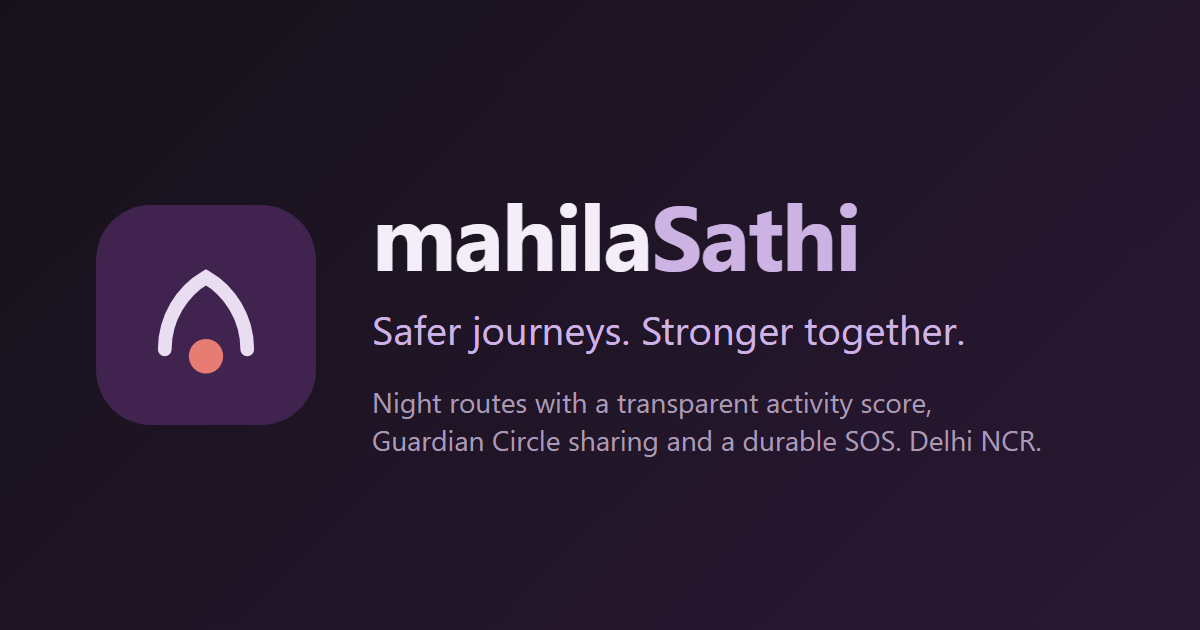 mahilaSathi
Safer journeys. Stronger together.
Night routes with a transparent activity score,
Guardian Circle sharing and a durable SOS. Delhi NCR.